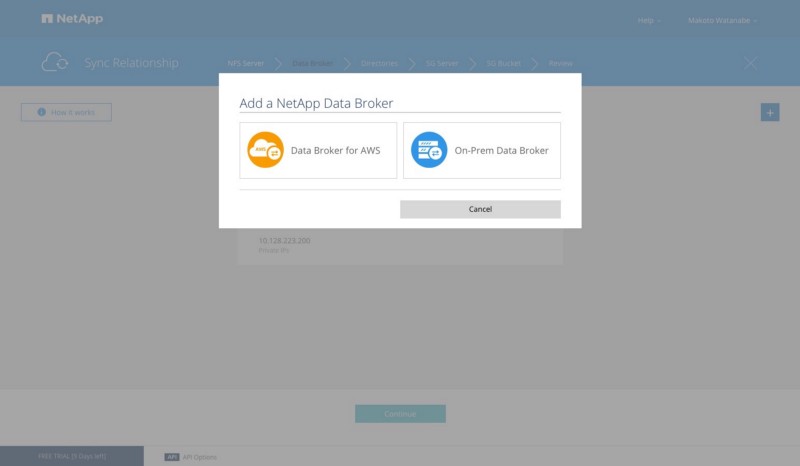 NetApp
Help
Makoto Watanabe
Sync Relationship
NFS Server
Data Broker
Directories
SG Server
SG Bucket
Review
How it works
Add a NetApp Data Broker
AWS
Data Broker for AWS
On-Prem Data Broker
Cancel
10.128.223.200
Private IP:
Continue
FREE TRIAL [5 Days left]
API
API Options